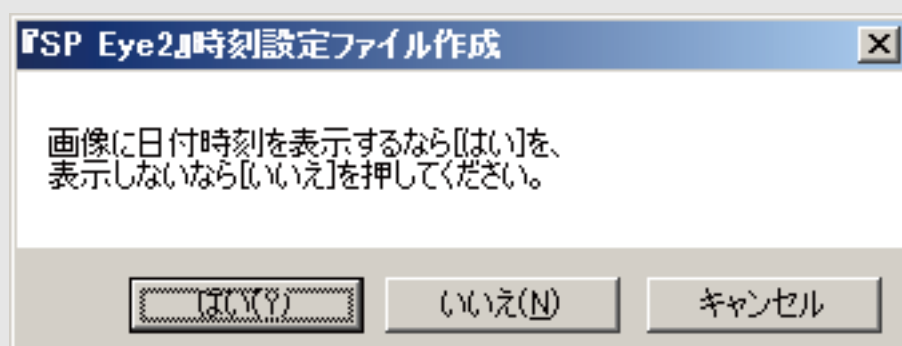 『SP Eye2』時刻設定ファイル作成
画像に日付時刻を表示するなら[はい]を、
表示しないなら[いいえ]を押してください。
はい(Y)
いいえ(N)
キャンセル